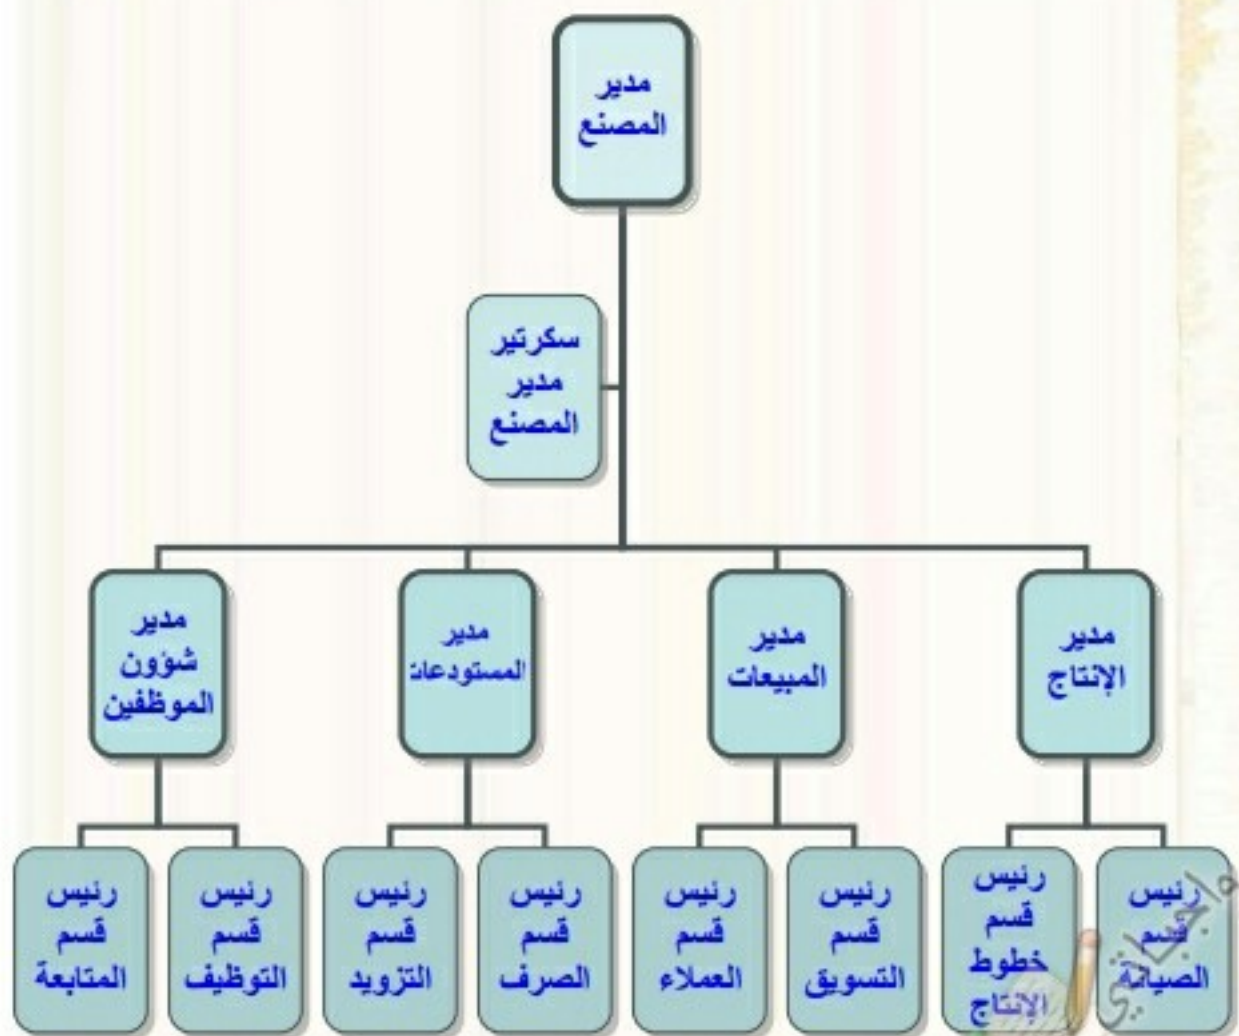 مدير
المصنع
سكرتير
مدير
المصنع
مدير
الإنتاج
مدير
المبيعات
مدير
المستودعات
مدير
شؤون
الموظفين
رئيس
قسم
الصيانة
رئيس
قسم
خطوط
الإنتاج
رئيس
قسم
التسويق
رئيس
قسم
العملاء
رئيس
قسم
الصرف
رئيس
قسم
التزويد
رئيس
قسم
التوظيف
رئيس
قسم
المتابعة
واجباتي